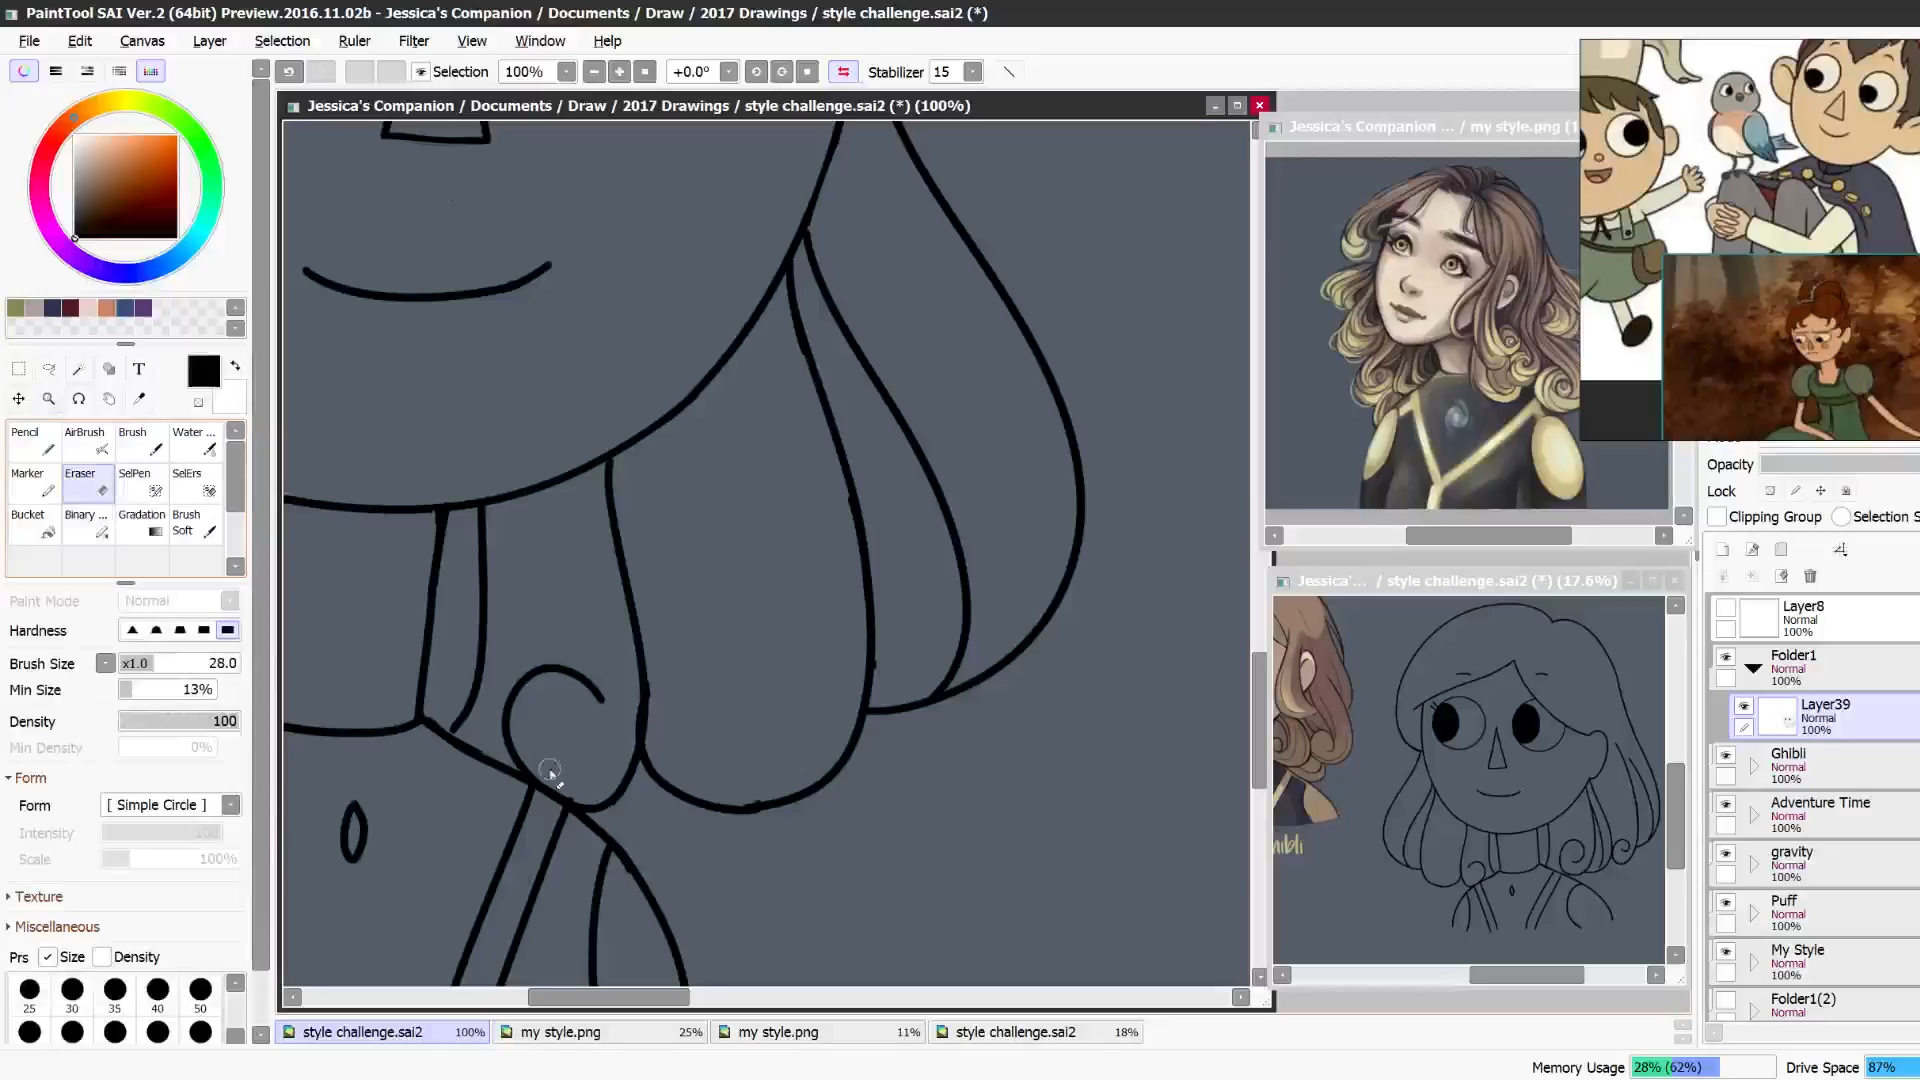 PaintTool SAI Ver.2 (64bit) Preview.2016.11.02b - Jessica's Companion / Documents / Draw / 2017 Drawings / style challenge.sai2 (*)
File Edit Canvas Layer Selection Ruler Filter View Window Help
Selection 100% +0.0° Stabilizer 15
Jessica's Companion / Documents / Draw / 2017 Drawings / style challenge.sai2 (*) (100%)
Jessica's Companion ... / my style.png (1
Pencil AirBrush Brush Water ...
Marker Eraser SelPen SelErs
Bucket Binary ... Gradation Brush Soft
Paint Mode Normal
Hardness
Brush Size x1.0 28.0
Min Size 13%
Density 100
Min Density 0%
Form
Form [ Simple Circle ]
Intensity 100
Scale 100%
Texture
Miscellaneous
Prs Size Density
25 30 35 40 50
Jessica'... / style challenge.sai2 (*) (17.6%)
hibli
Opacity
Lock
Clipping Group Selection S
Layer8
Normal
100%
Folder1
Normal
100%
Layer39
Normal
100%
Ghibli
Normal
100%
Adventure Time
Normal
100%
gravity
Normal
100%
Puff
Normal
100%
My Style
Normal
100%
Folder1(2)
Normal
100%
style challenge.sai2 100% my style.png 25% my style.png 11% style challenge.sai2 18%
Memory Usage 28% (62%) Drive Space 87%